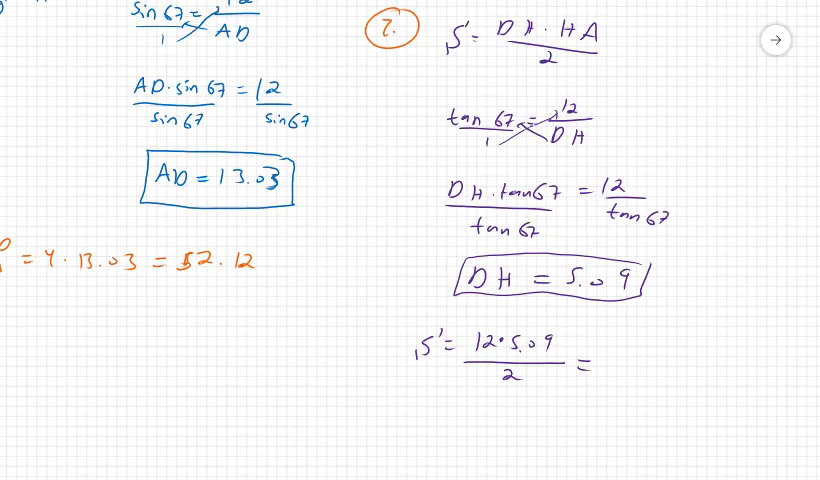 sin 67 = 12
1 AD
AD · sin 67 = 12
sin 67 sin 67
AD = 13.03
= 4 · 13.03 = 52.12
2.
S = DH · HA
2
tan 67 = 12
1 DH
DH · tan 67 = 12
tan 67 tan 67
DH = 5.09
S = 12 · 5.09 =
2